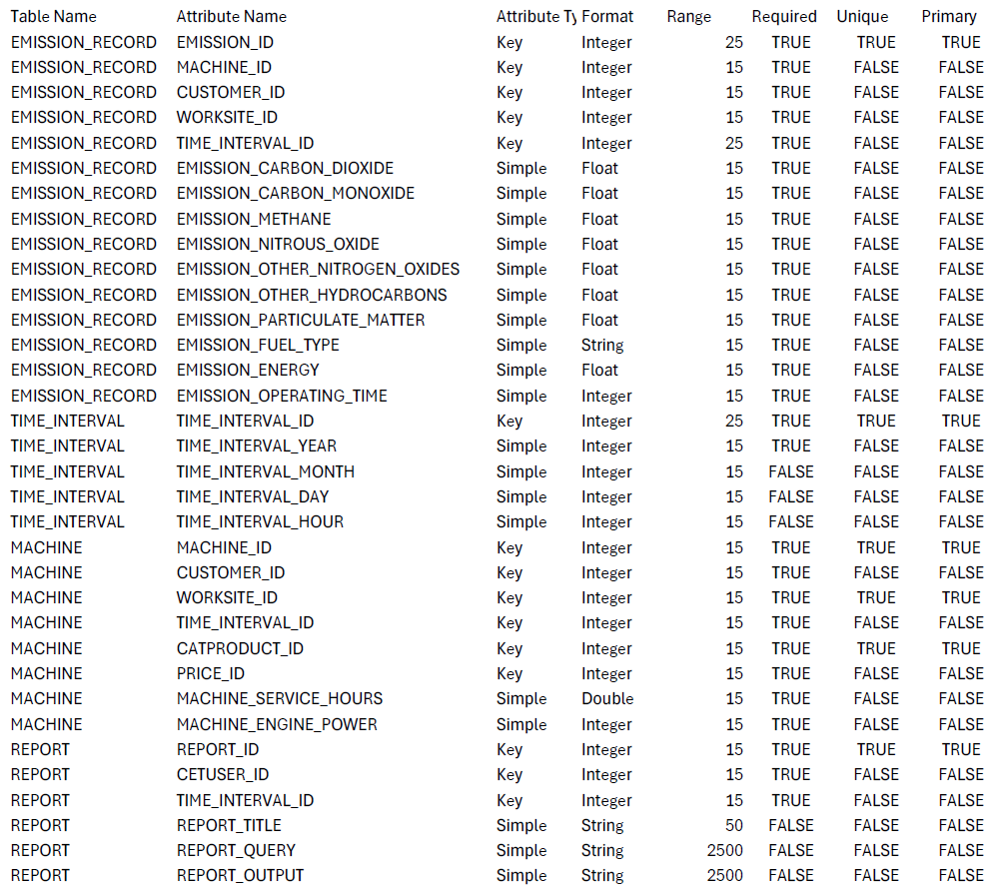 Table Name Attribute Name Attribute Ty Format Range Required Unique Primary
EMISSION_RECORD EMISSION_ID Key Integer 25 TRUE TRUE TRUE
EMISSION_RECORD MACHINE_ID Key Integer 15 TRUE FALSE FALSE
EMISSION_RECORD CUSTOMER_ID Key Integer 15 TRUE FALSE FALSE
EMISSION_RECORD WORKSITE_ID Key Integer 15 TRUE FALSE FALSE
EMISSION_RECORD TIME_INTERVAL_ID Key Integer 25 TRUE FALSE FALSE
EMISSION_RECORD EMISSION_CARBON_DIOXIDE Simple Float 15 TRUE FALSE FALSE
EMISSION_RECORD EMISSION_CARBON_MONOXIDE Simple Float 15 TRUE FALSE FALSE
EMISSION_RECORD EMISSION_METHANE Simple Float 15 TRUE FALSE FALSE
EMISSION_RECORD EMISSION_NITROUS_OXIDE Simple Float 15 TRUE FALSE FALSE
EMISSION_RECORD EMISSION_OTHER_NITROGEN_OXIDES Simple Float 15 TRUE FALSE FALSE
EMISSION_RECORD EMISSION_OTHER_HYDROCARBONS Simple Float 15 TRUE FALSE FALSE
EMISSION_RECORD EMISSION_PARTICULATE_MATTER Simple Float 15 TRUE FALSE FALSE
EMISSION_RECORD EMISSION_FUEL_TYPE Simple String 15 TRUE FALSE FALSE
EMISSION_RECORD EMISSION_ENERGY Simple Float 15 TRUE FALSE FALSE
EMISSION_RECORD EMISSION_OPERATING_TIME Simple Integer 15 TRUE FALSE FALSE
TIME_INTERVAL TIME_INTERVAL_ID Key Integer 25 TRUE TRUE TRUE
TIME_INTERVAL TIME_INTERVAL_YEAR Simple Integer 15 TRUE FALSE FALSE
TIME_INTERVAL TIME_INTERVAL_MONTH Simple Integer 15 FALSE FALSE FALSE
TIME_INTERVAL TIME_INTERVAL_DAY Simple Integer 15 FALSE FALSE FALSE
TIME_INTERVAL TIME_INTERVAL_HOUR Simple Integer 15 FALSE FALSE FALSE
MACHINE MACHINE_ID Key Integer 15 TRUE TRUE TRUE
MACHINE CUSTOMER_ID Key Integer 15 TRUE FALSE FALSE
MACHINE WORKSITE_ID Key Integer 15 TRUE TRUE TRUE
MACHINE TIME_INTERVAL_ID Key Integer 15 TRUE FALSE FALSE
MACHINE CATPRODUCT_ID Key Integer 15 TRUE TRUE TRUE
MACHINE PRICE_ID Key Integer 15 TRUE FALSE FALSE
MACHINE MACHINE_SERVICE_HOURS Simple Double 15 TRUE FALSE FALSE
MACHINE MACHINE_ENGINE_POWER Simple Integer 15 TRUE FALSE FALSE
REPORT REPORT_ID Key Integer 15 TRUE TRUE TRUE
REPORT CETUSER_ID Key Integer 15 TRUE FALSE FALSE
REPORT TIME_INTERVAL_ID Key Integer 15 TRUE FALSE FALSE
REPORT REPORT_TITLE Simple String 50 FALSE FALSE FALSE
REPORT REPORT_QUERY Simple String 2500 FALSE FALSE FALSE
REPORT REPORT_OUTPUT Simple String 2500 FALSE FALSE FALSE